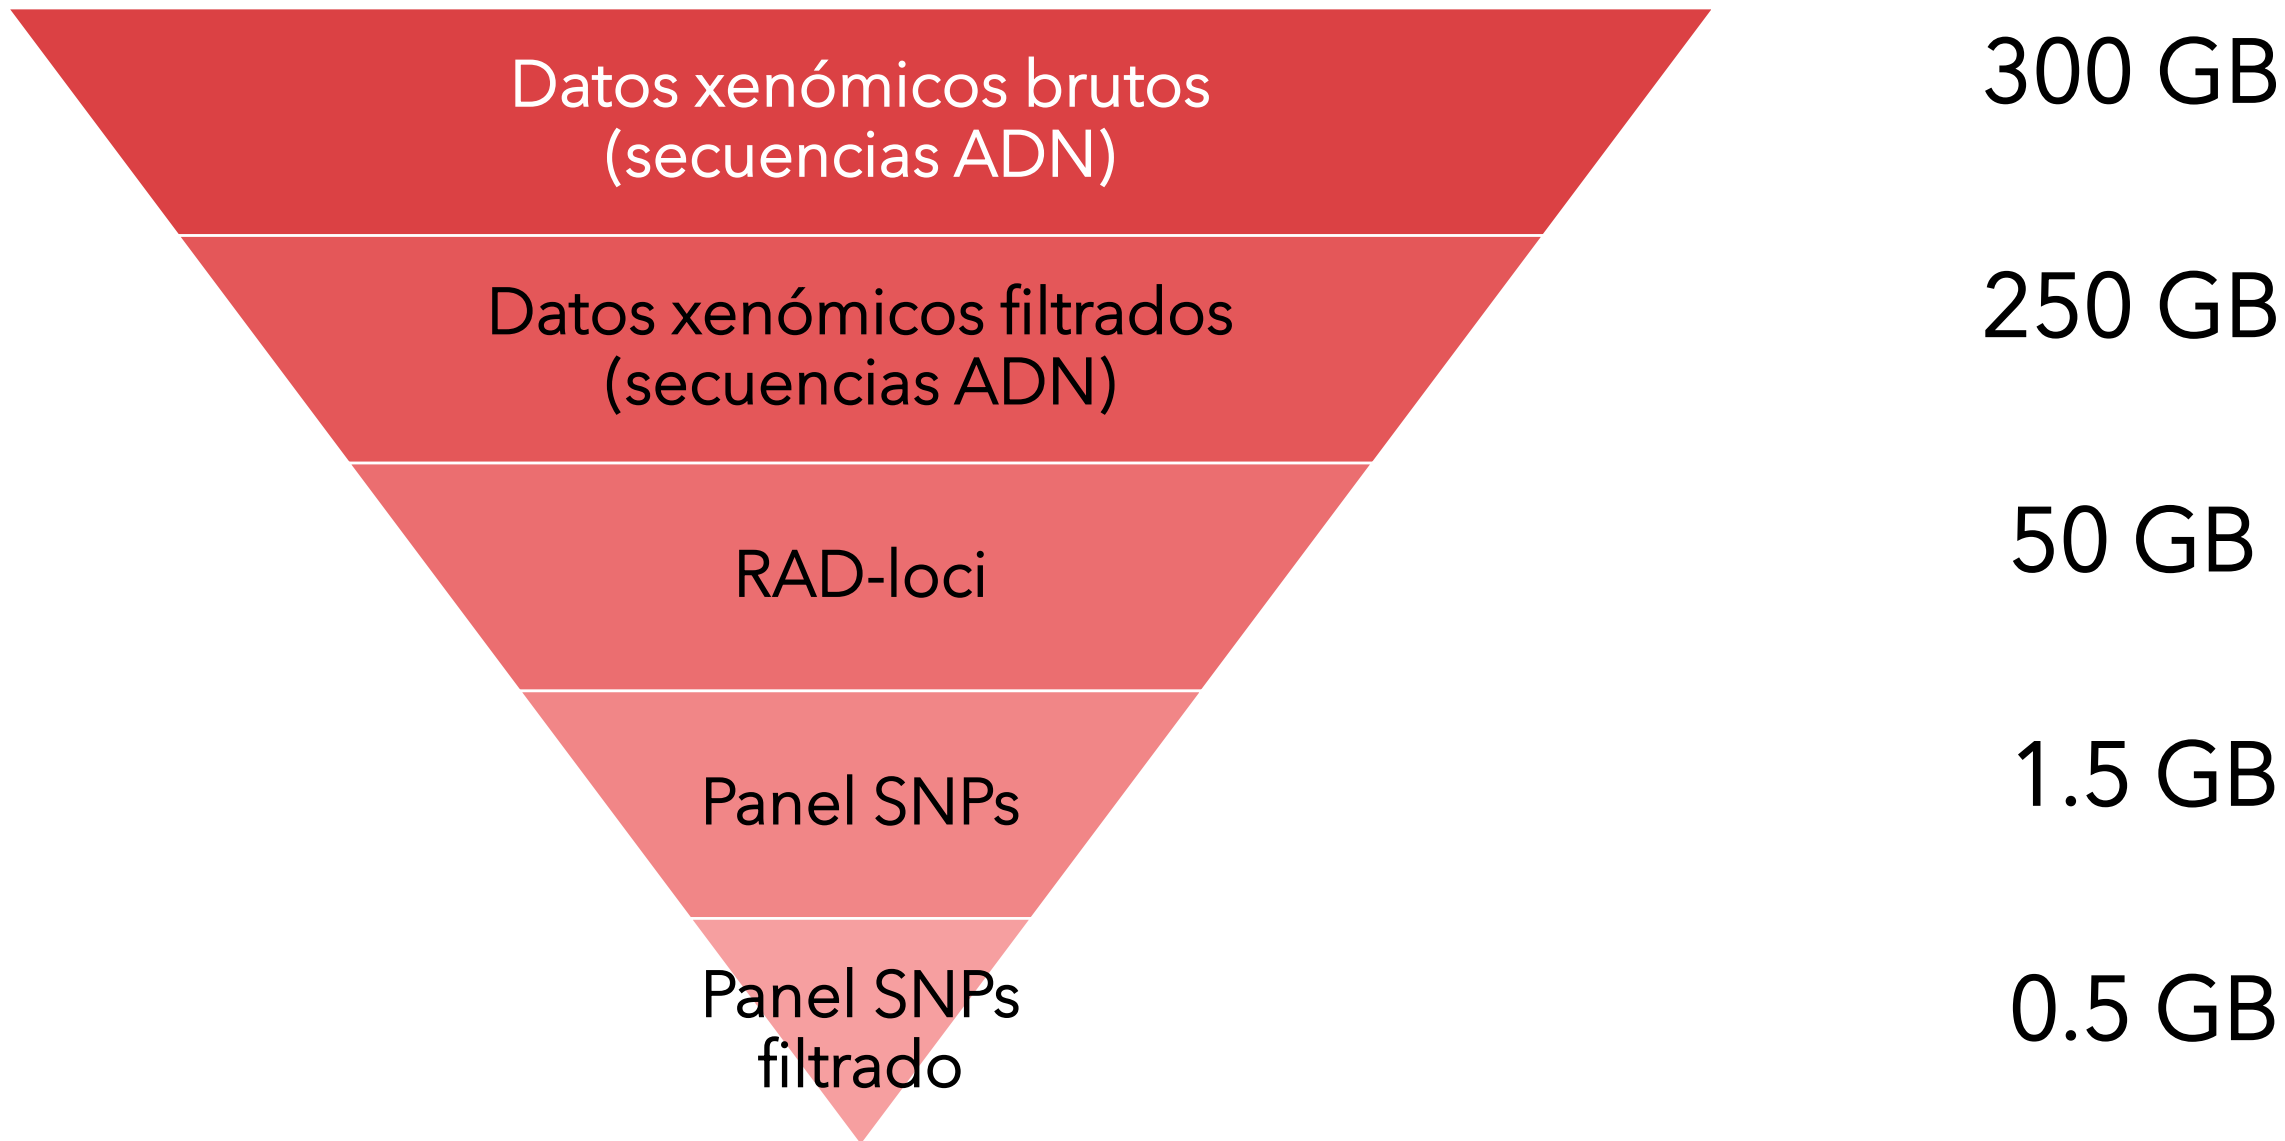 Datos xenómicos brutos
(secuencias ADN)
300 GB
Datos xenómicos filtrados
(secuencias ADN)
250 GB
RAD-loci
50 GB
Panel SNPs
1.5 GB
Panel SNPs
filtrado
0.5 GB